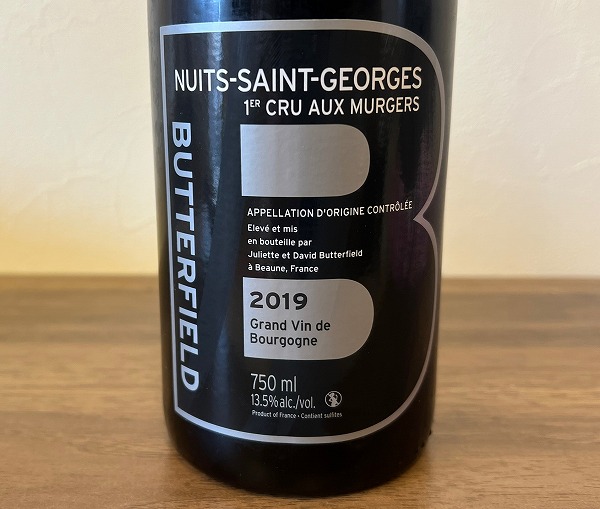 NUITS-SAINT-GEORGES
1ER CRU AUX MURGERS
BUTTERFIELD
APPELLATION D'ORIGINE CONTRÔLÉE
Elevé et mis
en bouteille par
Juliette et David Butterfield
à Beaune, France
2019
Grand Vin de
Bourgogne
750 ml
13.5% alc./vol.
Product of France • Contient sulfites